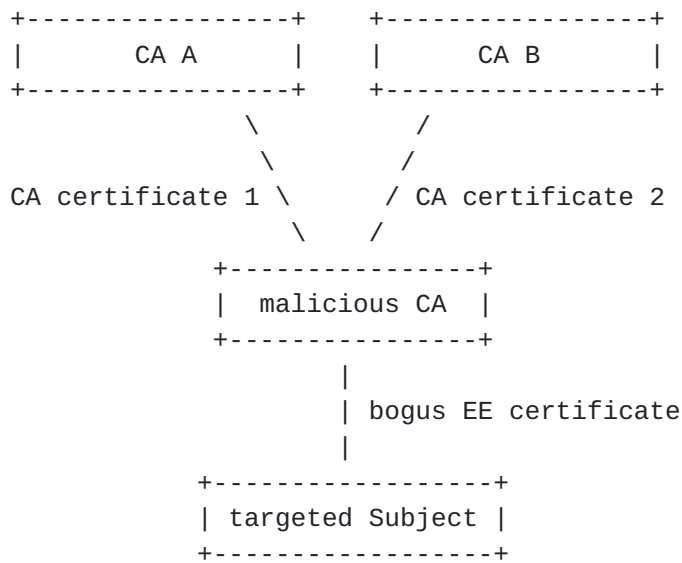 CA A
CA B
CA certificate 1
CA certificate 2
malicious CA
bogus EE certificate
targeted Subject